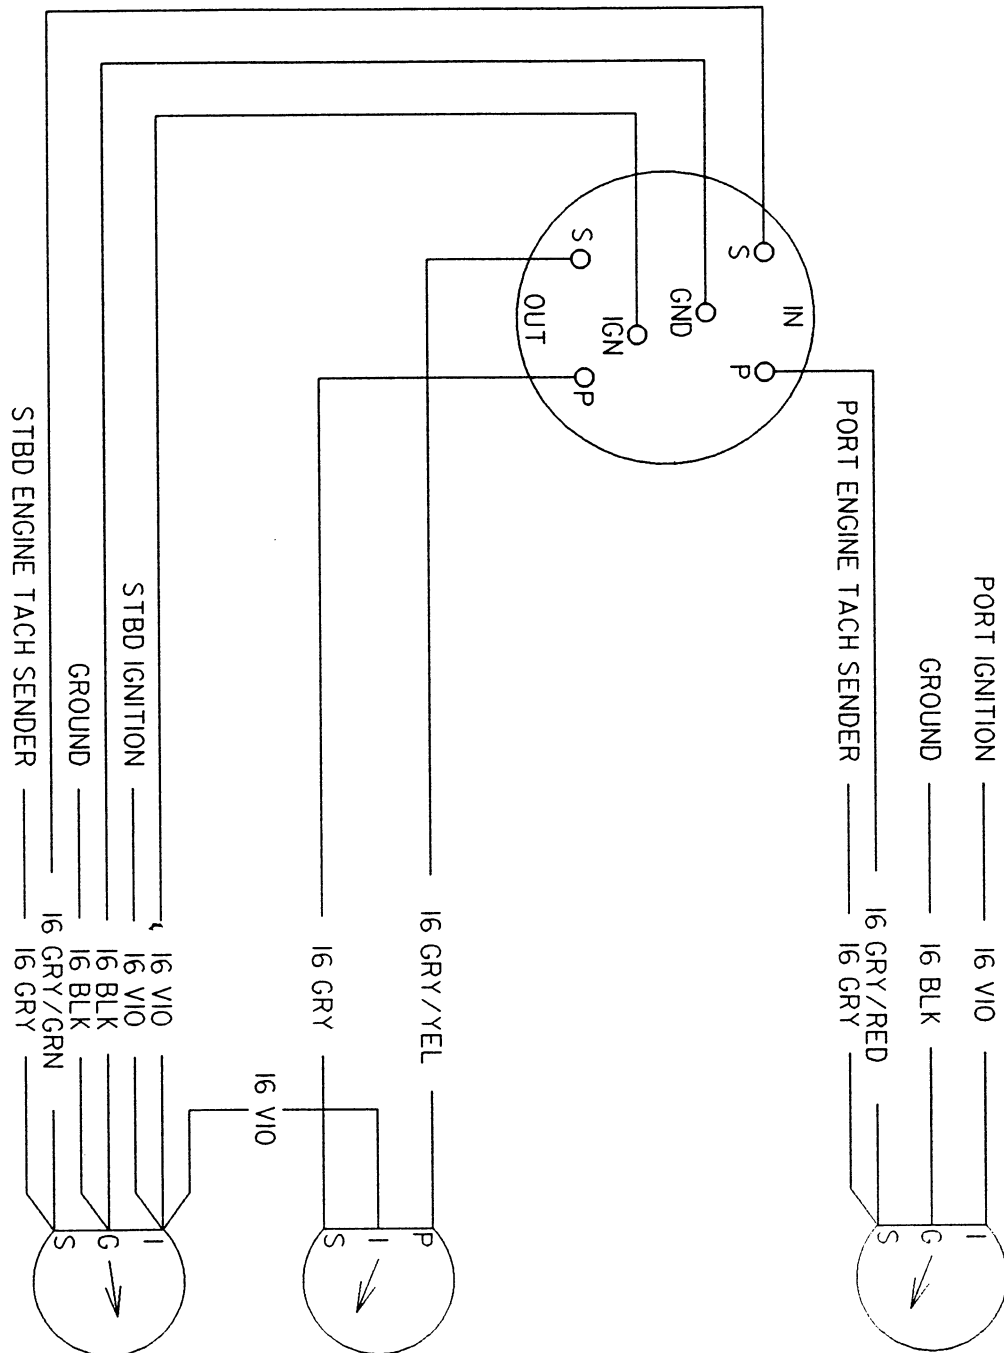 S
S
IN
GND
OUT
IGN
P
P
STBD ENGINE TACH SENDER
GROUND
STBD IGNITION
PORT ENGINE TACH SENDER
GROUND
PORT IGNITION
16 GRY
16 GRY/GRN
16 BLK
16 BLK
16 VIO
16 VIO
16 VIO
16 GRY
16 GRY/YEL
16 GRY
16 GRY/RED
16 BLK
16 VIO
S
G
I
S
I
P
S
G
I